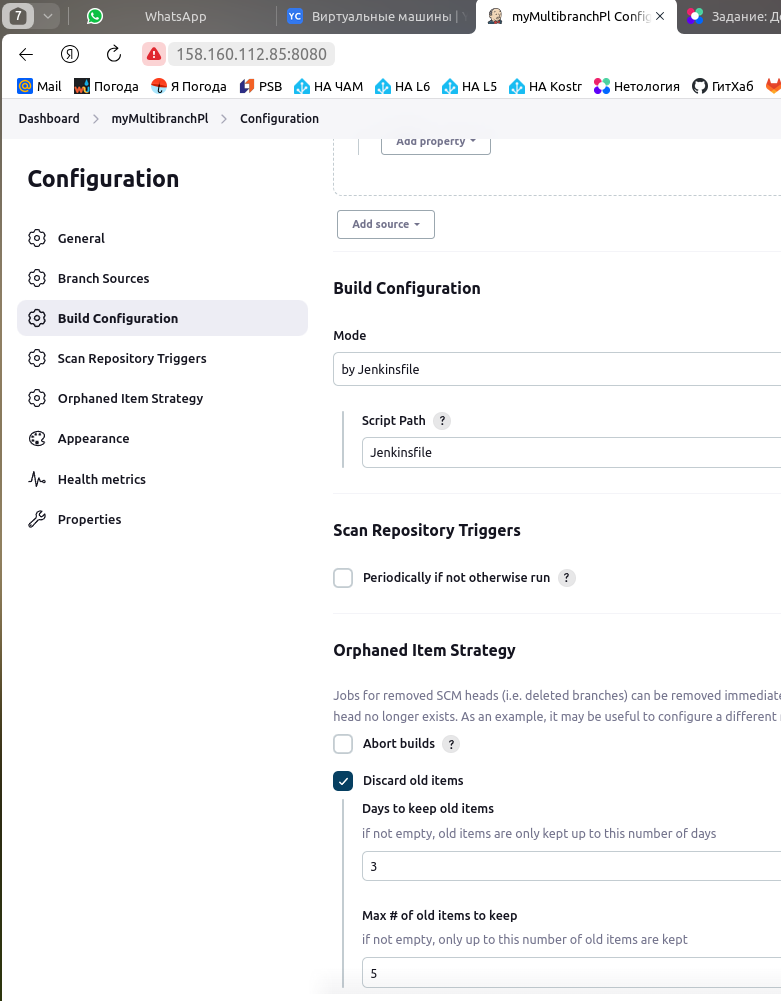 7
WhatsApp
YC Виртуальные машины |
myMultibranchPl Config
Задание: Д
158.160.112.85:8080
Mail
Погода
Я Погода
PSB
НА ЧАМ
НА L6
НА L5
НА Kostr
Нетология
ГитХаб
Dashboard > myMultibranchPl > Configuration
Configuration
General
Branch Sources
Build Configuration
Scan Repository Triggers
Orphaned Item Strategy
Appearance
Health metrics
Properties
Add property
Add source
Build Configuration
Mode
by Jenkinsfile
Script Path ?
Jenkinsfile
Scan Repository Triggers
Periodically if not otherwise run ?
Orphaned Item Strategy
Jobs for removed SCM heads (i.e. deleted branches) can be removed immediate
head no longer exists. As an example, it may be useful to configure a different
Abort builds ?
Discard old items
Days to keep old items
if not empty, old items are only kept up to this number of days
3
Max # of old items to keep
if not empty, only up to this number of old items are kept
5